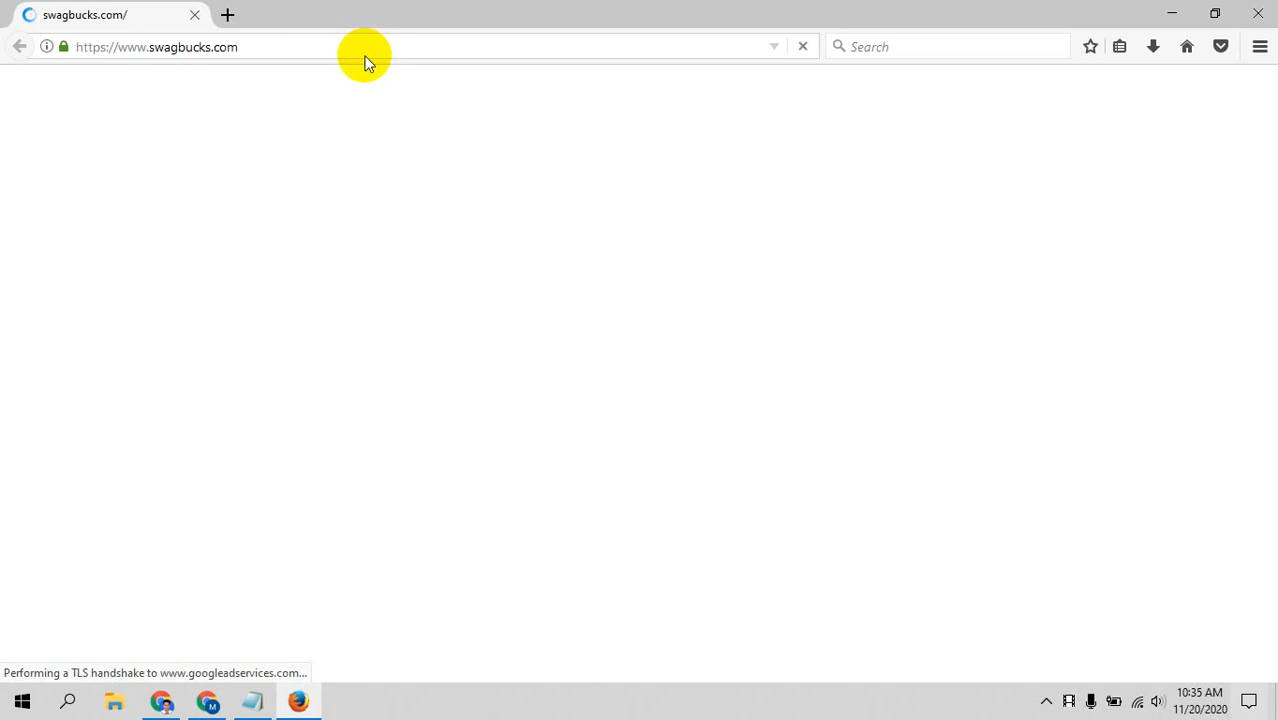 swagbucks.com/
https://www.swagbucks.com
Search
Performing a TLS handshake to www.googleadservices.com...
M
10:35 AM
11/20/2020